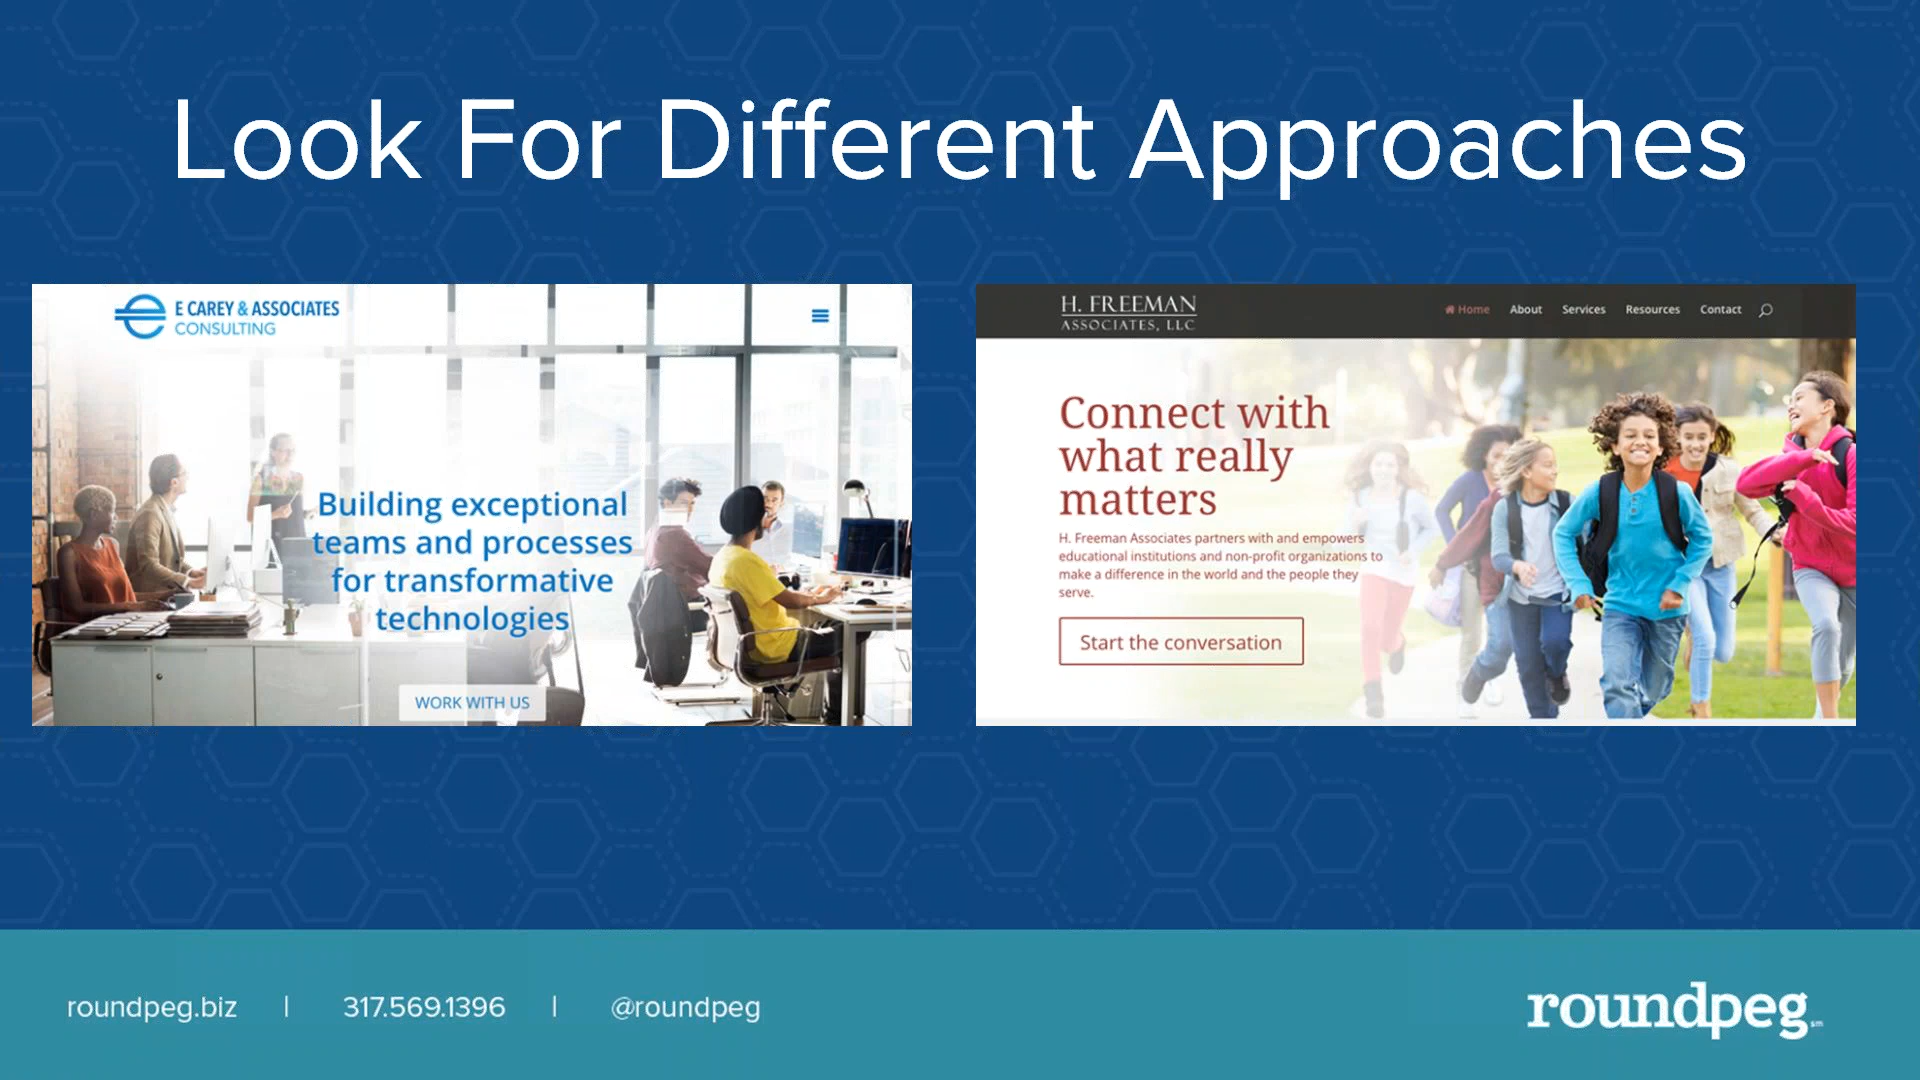 Look For Different Approaches
E CAREY & ASSOCIATES
CONSULTING
Building exceptional
teams and processes
for transformative
technologies
WORK WITH US
H. FREEMAN
ASSOCIATES, LLC
Home About Services Resources Contact
Connect with
what really
matters
H. Freeman Associates partners with and empowers
educational institutions and non-profit organizations to
make a difference in the world and the people they
serve.
Start the conversation
roundpeg.biz | 317.569.1396 | @roundpeg
roundpeg℠